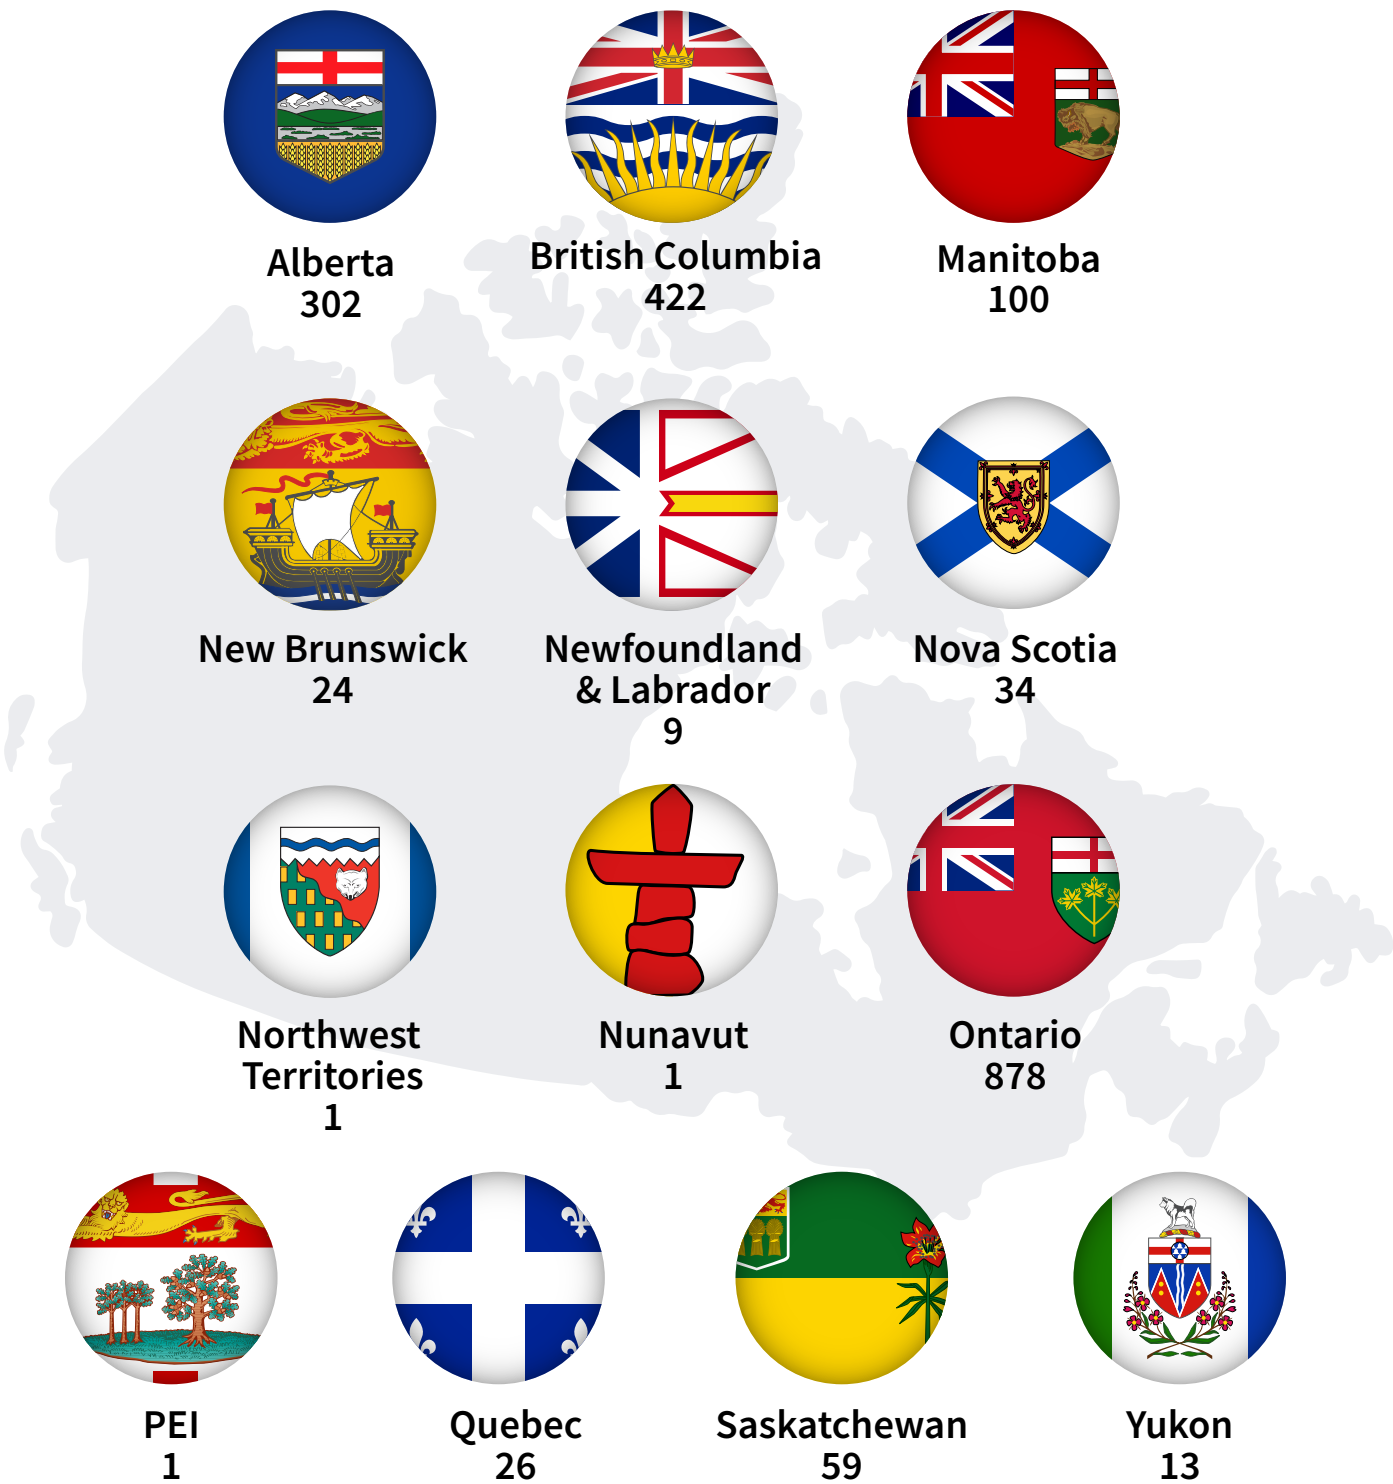 Alberta
302
British Columbia
422
Manitoba
100
New Brunswick
24
Newfoundland
& Labrador
9
Nova Scotia
34
Northwest
Territories
1
Nunavut
1
Ontario
878
PEI
1
Quebec
26
Saskatchewan
59
Yukon
13